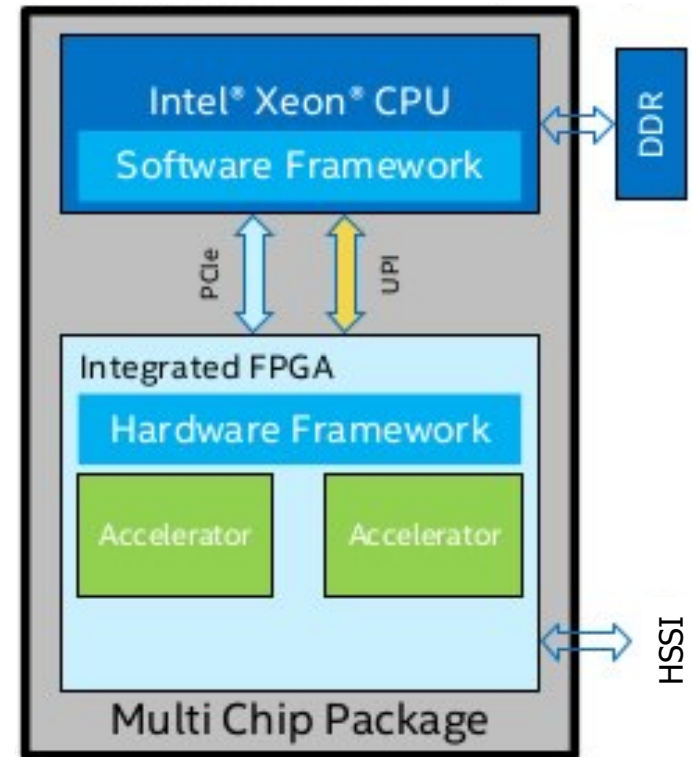 Intel® Xeon® CPU
DDR
Software Framework
PCIe
UPI
Integrated FPGA
Hardware Framework
Accelerator
Accelerator
HSSI
Multi Chip Package